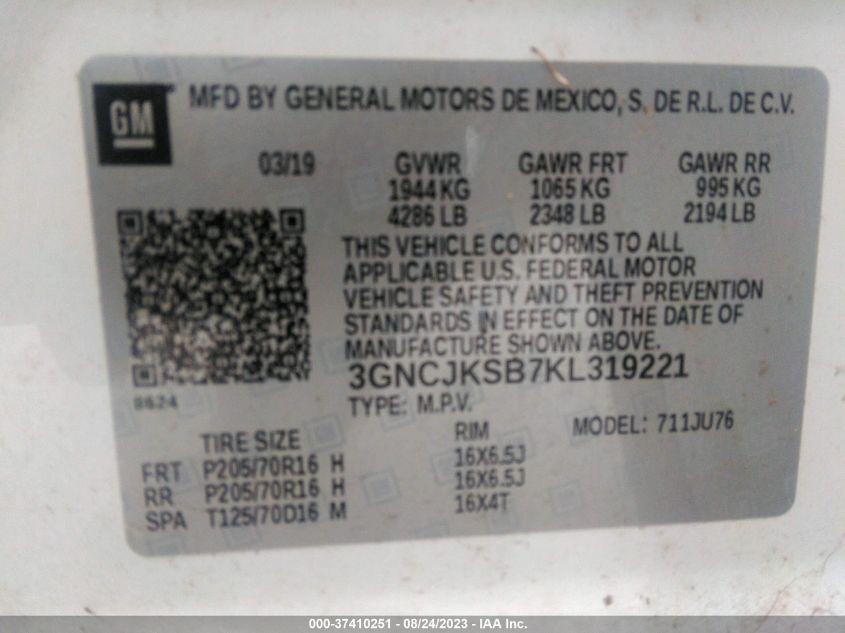 GM
MFD BY GENERAL MOTORS DE MEXICO, S. DE R.L. DE C.V.
03/19 GVWR GAWR FRT GAWR RR
1944 KG 1065 KG 995 KG
4286 LB 2348 LB 2194 LB
THIS VEHICLE CONFORMS TO ALL
APPLICABLE U.S. FEDERAL MOTOR
VEHICLE SAFETY AND THEFT PREVENTION
STANDARDS IN EFFECT ON THE DATE OF
MANUFACTURE SHOWN ABOVE.
3GNCJKSB7KL319221
8624
TYPE: M.P.V. MODEL: 711JU76
TIRE SIZE RIM
FRT P205/70R16 H 16X6.5J
RR P205/70R16 H 16X6.5J
SPA T125/70D16 M 16X4T
000-37410251 - 08/24/2023 - IAA Inc.